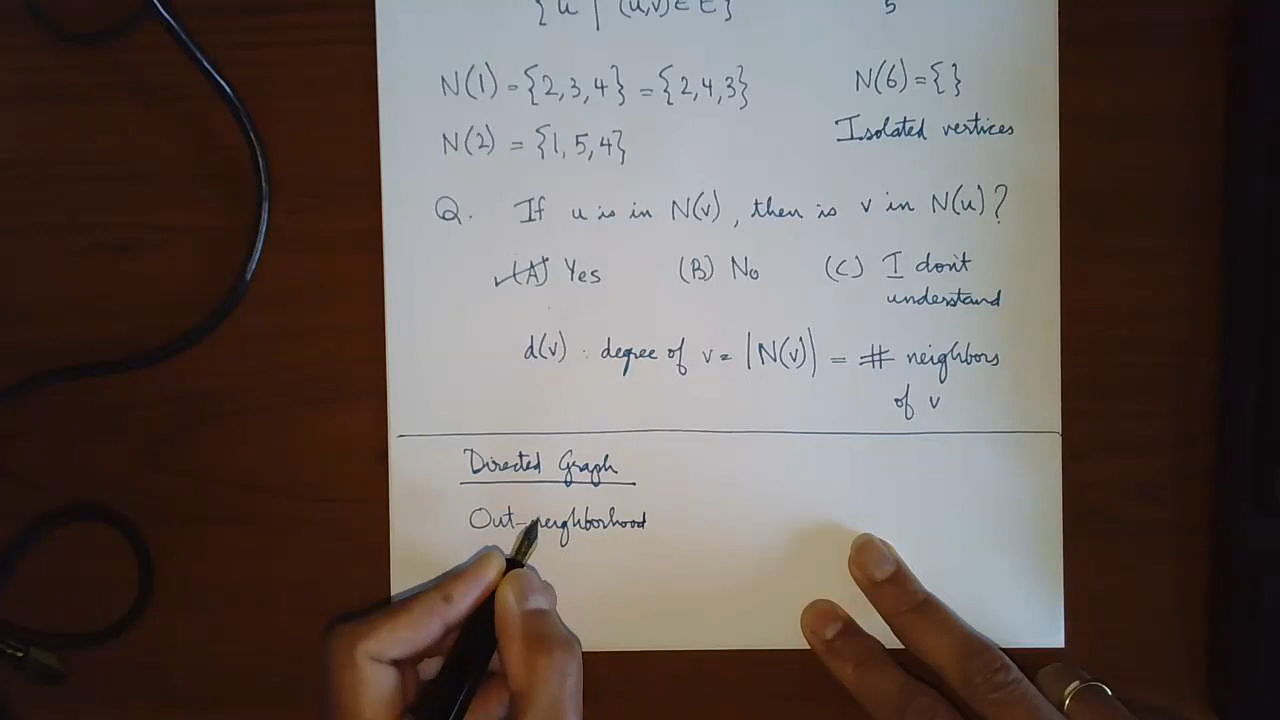 {u | (u,v) ∈ E} 5
N(1) = {2,3,4} = {2,4,3} N(6) = { }
Isolated vertices
N(2) = {1,5,4}
Q. If u is in N(v), then is v in N(u)?
✓(A) Yes (B) No (C) I don't
understand
d(v) : degree of v = |N(v)| = # neighbors
of v
Directed Graph
Out-neighborhood